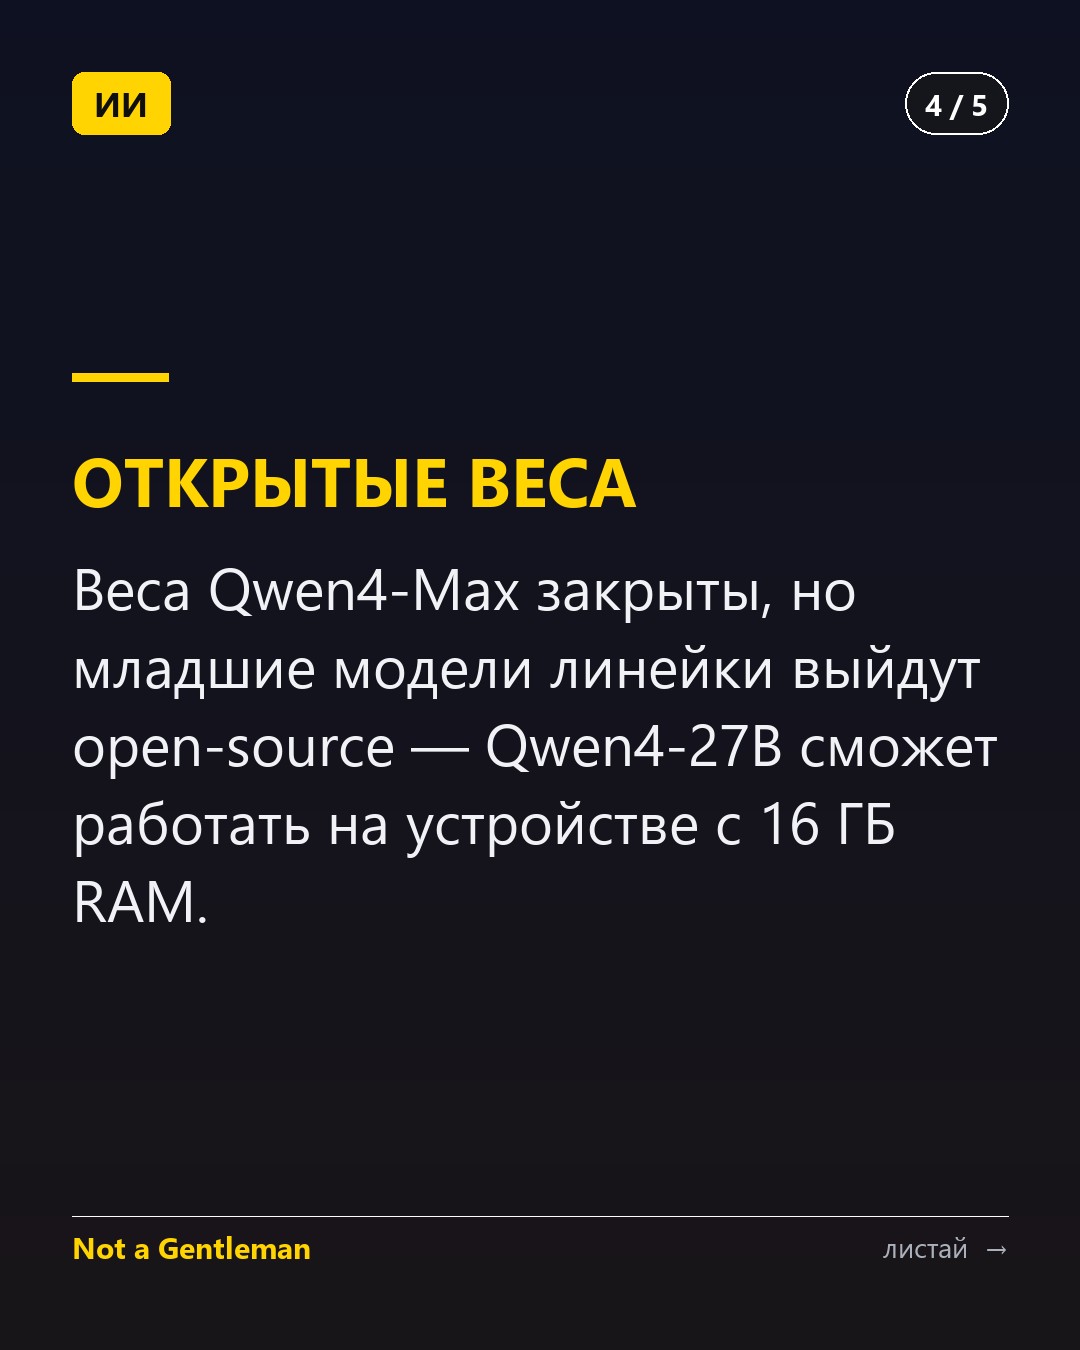 ИИ
4 / 5
ОТКРЫТЫЕ ВЕСА
Веса Qwen4-Max закрыты, но
младшие модели линейки выйдут
open-source — Qwen4-27B сможет
работать на устройстве с 16 ГБ
RAM.
Not a Gentleman
листай →